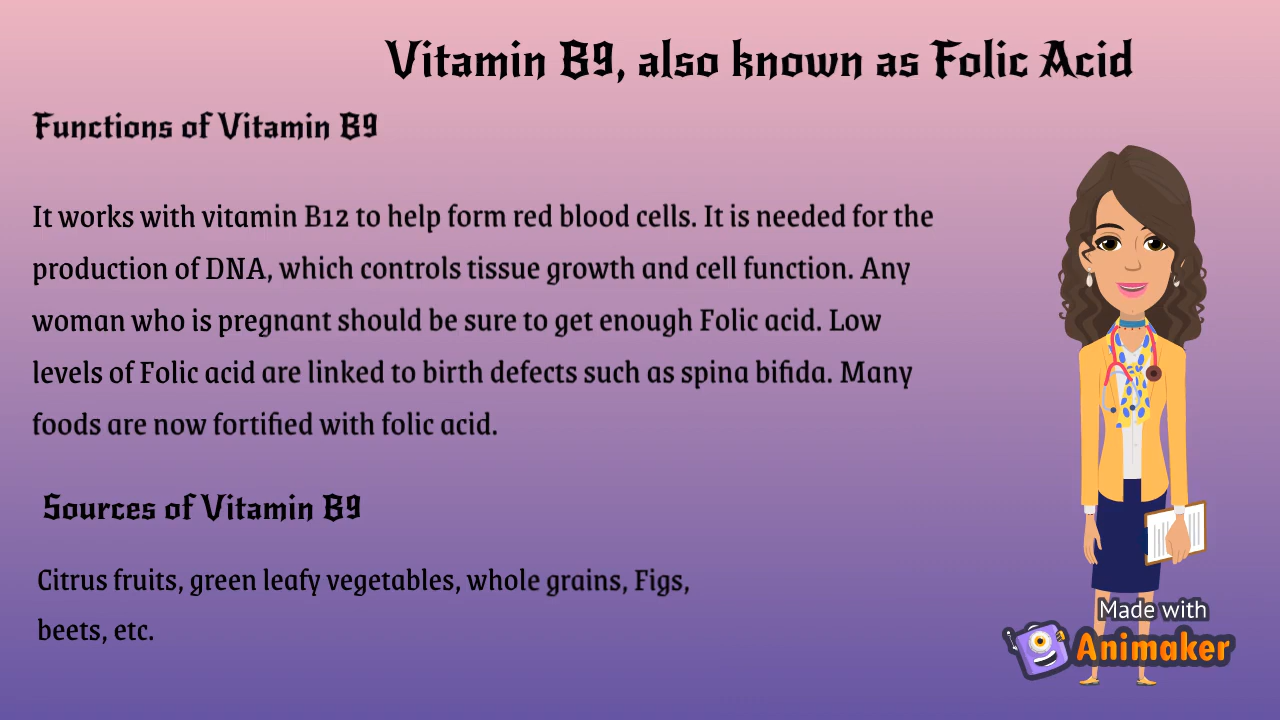 Vitamin B9, also known as Folic Acid
Functions of Vitamin B9
It works with vitamin B12 to help form red blood cells. It is needed for the
production of DNA, which controls tissue growth and cell function. Any
woman who is pregnant should be sure to get enough Folic acid. Low
levels of Folic acid are linked to birth defects such as spina bifida. Many
foods are now fortified with folic acid.
Sources of Vitamin B9
Citrus fruits, green leafy vegetables, whole grains, Figs,
beets, etc.
Made with
Animaker